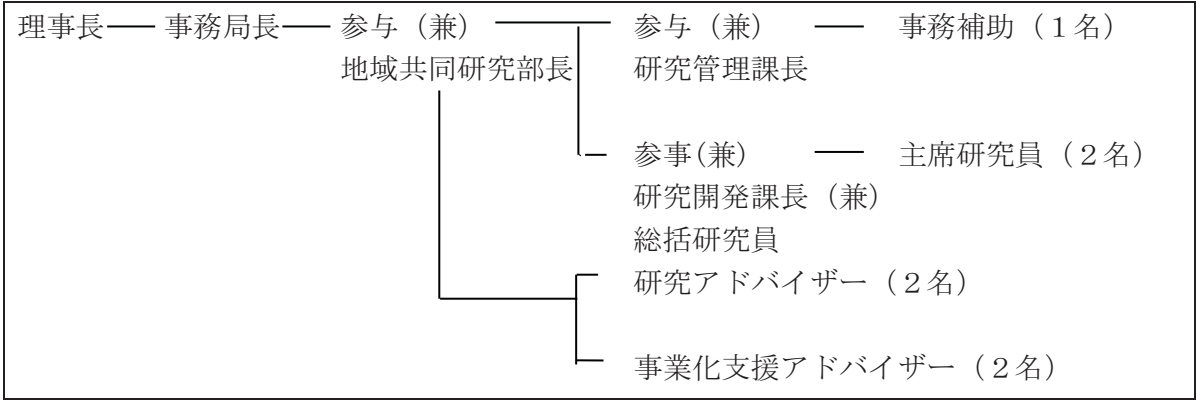 理事長 事務局長 参与（兼） 参与（兼） 事務補助（１名）
地域共同研究部長 研究管理課長
参事(兼） 主席研究員（２名）
研究開発課長（兼）
総括研究員
研究アドバイザー（２名）
事業化支援アドバイザー（２名）